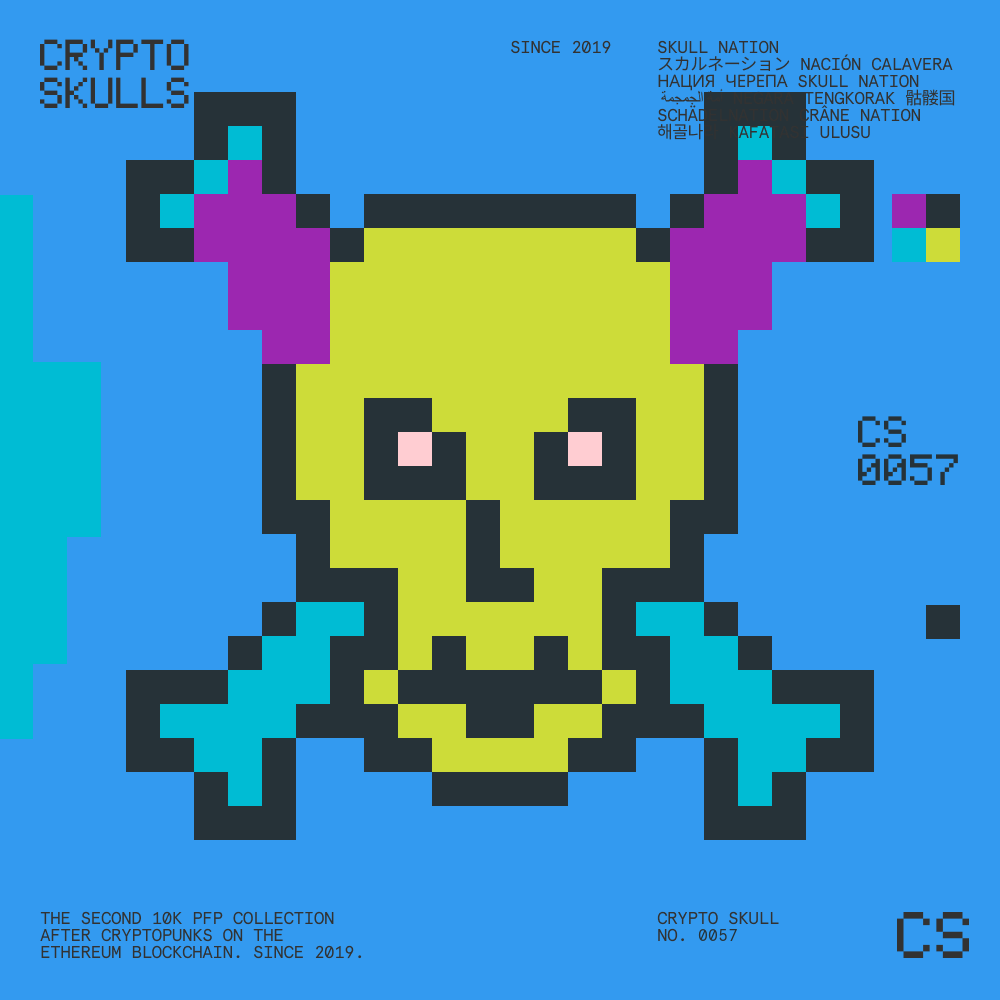 CRYPTO
SKULLS
SINCE 2019
SKULL NATION
スカルネーション NACIÓN CALAVERA
НАЦИЯ ЧЕРЕПА SKULL NATION
TENGKORAK 骷髅国
CRÂNE NATION
ULUSU
CS
0057
THE SECOND 10K PFP COLLECTION
AFTER CRYPTOPUNKS ON THE
ETHEREUM BLOCKCHAIN. SINCE 2019.
CRYPTO SKULL
NO. 0057
CS